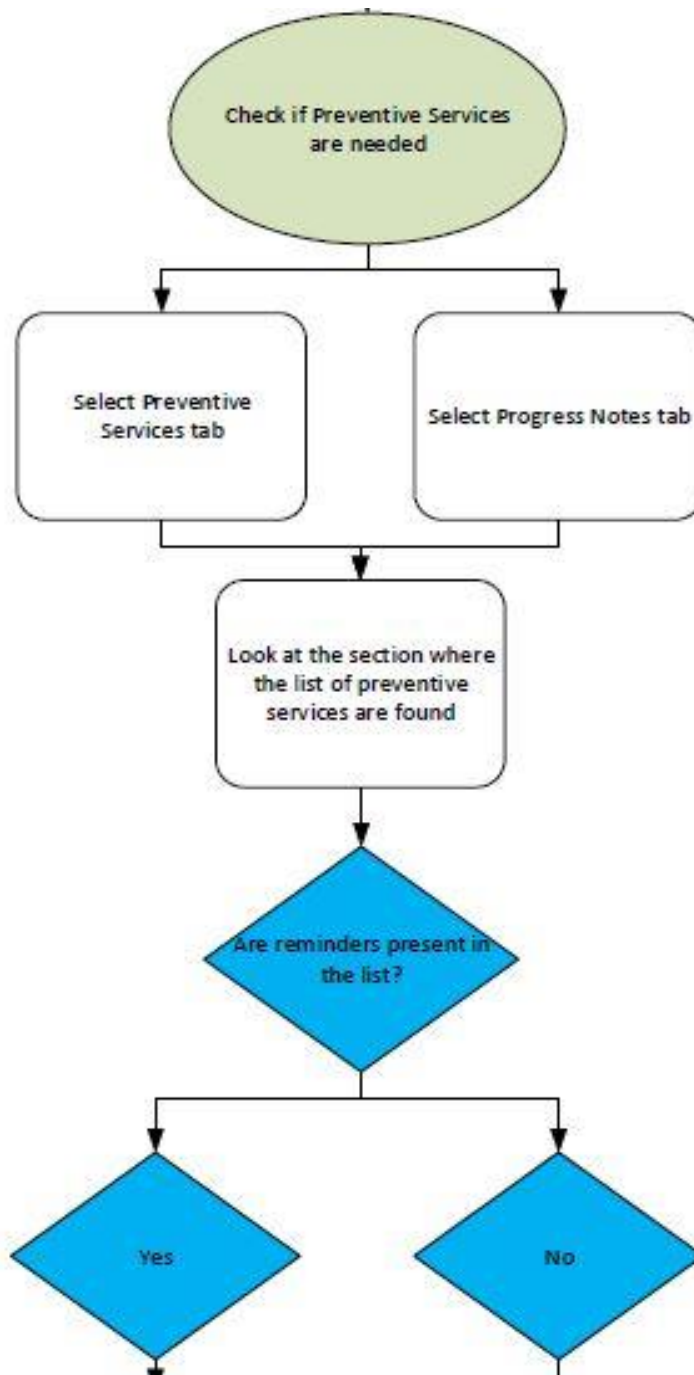 Check if Preventive Services
are needed
Select Preventive
Services tab
Select Progress Notes tab
Look at the section where
the list of preventive
services are found
Are reminders present in
the list?
Yes
No